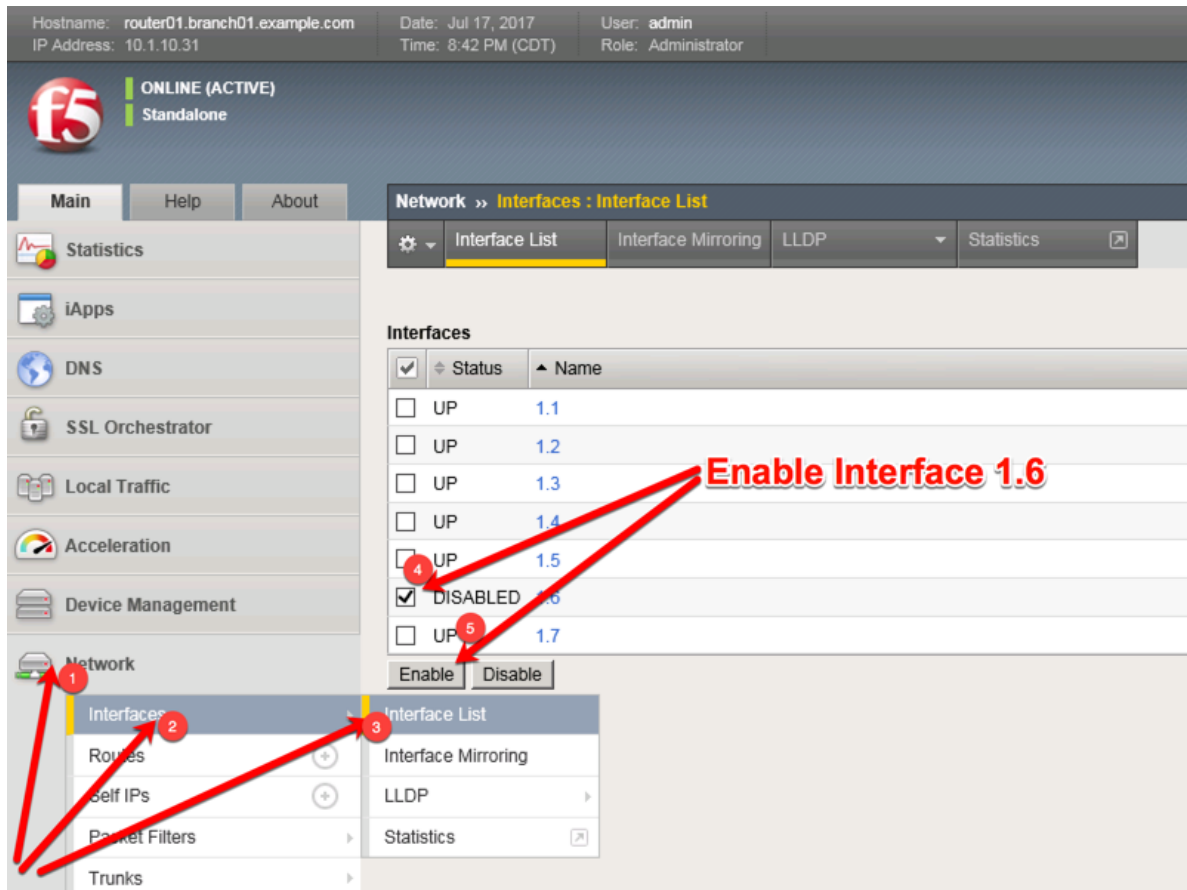 Hostname: router01.branch01.example.com Date: Jul 17, 2017 User: admin
IP Address: 10.1.10.31 Time: 8:42 PM (CDT) Role: Administrator
f5
ONLINE (ACTIVE)
Standalone
Main Help About
Network ›› Interfaces : Interface List
Interface List Interface Mirroring LLDP Statistics
Statistics
iApps
DNS
SSL Orchestrator
Local Traffic
Acceleration
Device Management
Network
Interfaces
Status Name
UP 1.1
UP 1.2
UP 1.3
UP 1.4
UP 1.5
DISABLED 1.6
UP 1.7
Enable Disable
Enable Interface 1.6
4
5
1
2
3
Interfaces
Routes
Self IPs
Packet Filters
Trunks
Interface List
Interface Mirroring
LLDP
Statistics